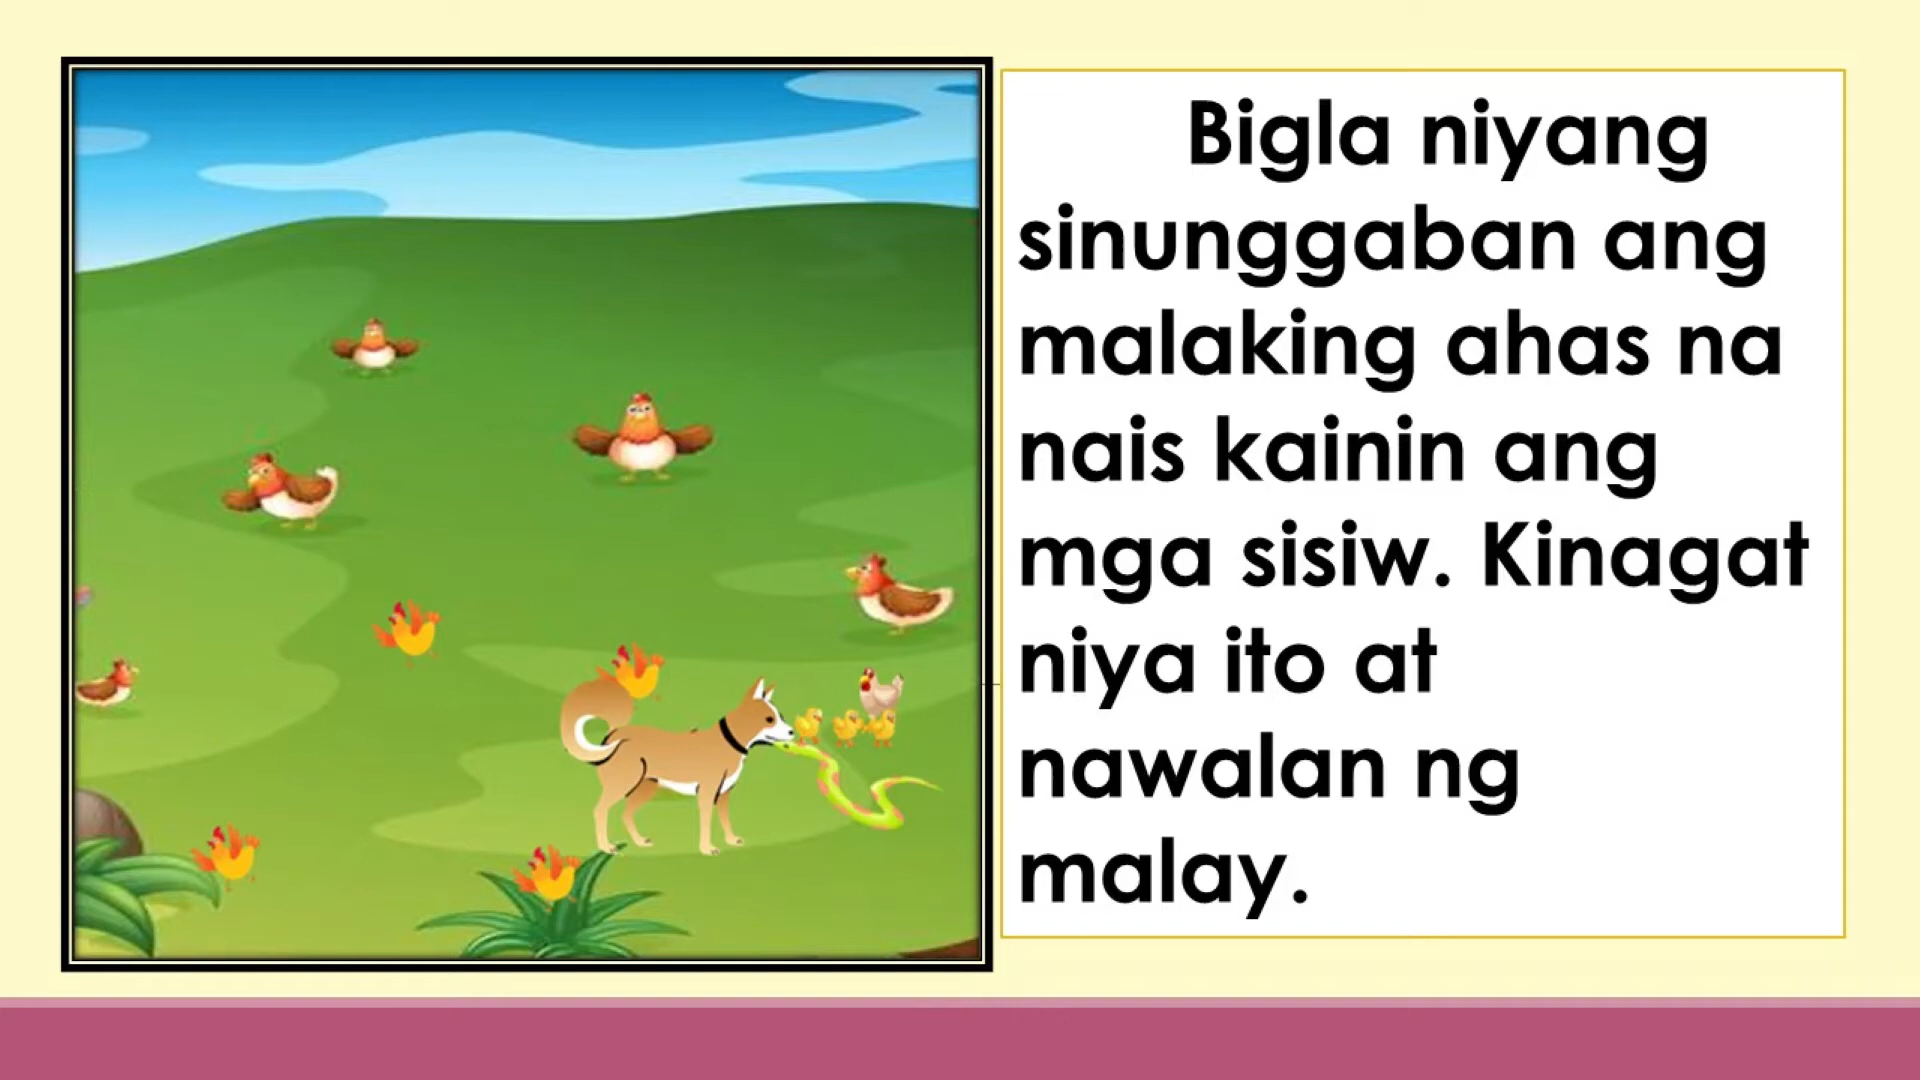 Bigla niyang
sinunggaban ang
malaking ahas na
nais kainin ang
mga sisiw. Kinagat
niya ito at
nawalan ng
malay.